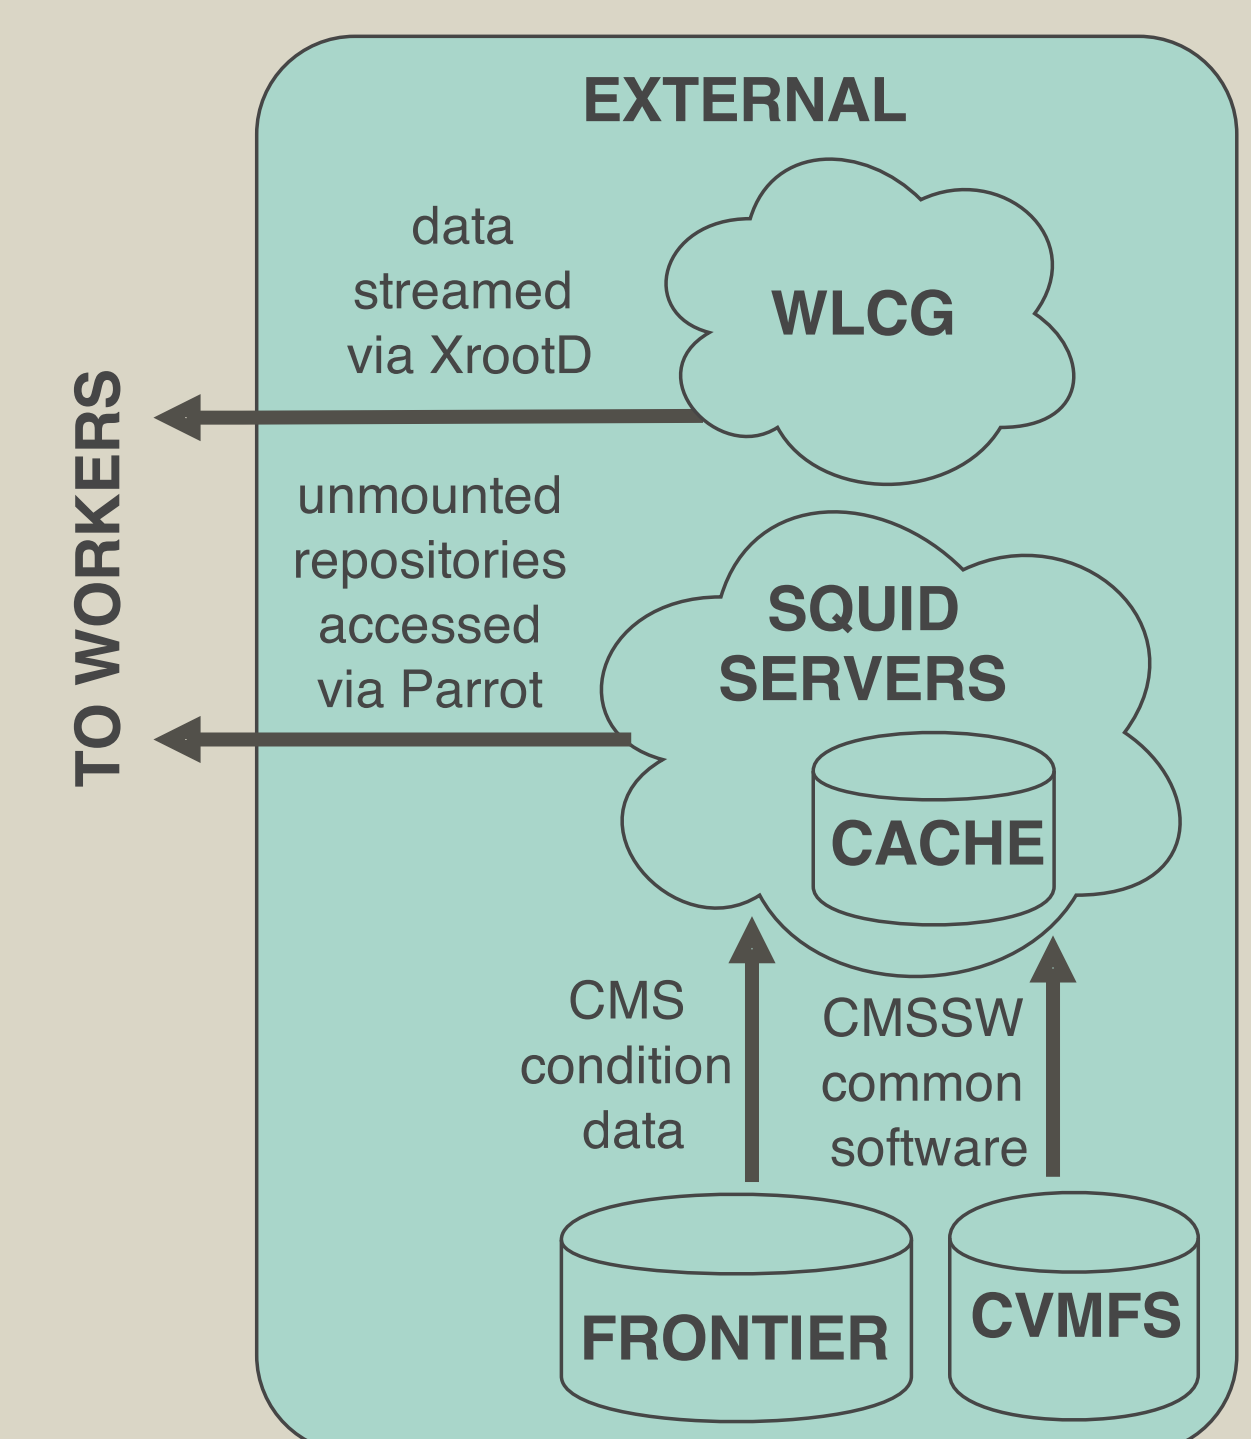 EXTERNAL
data
streamed
via XrootD
WLCG
TO WORKERS
unmounted
repositories
accessed
via Parrot
SQUID
SERVERS
CACHE
CMS
condition
data
CMSSW
common
software
FRONTIER
CVMFS